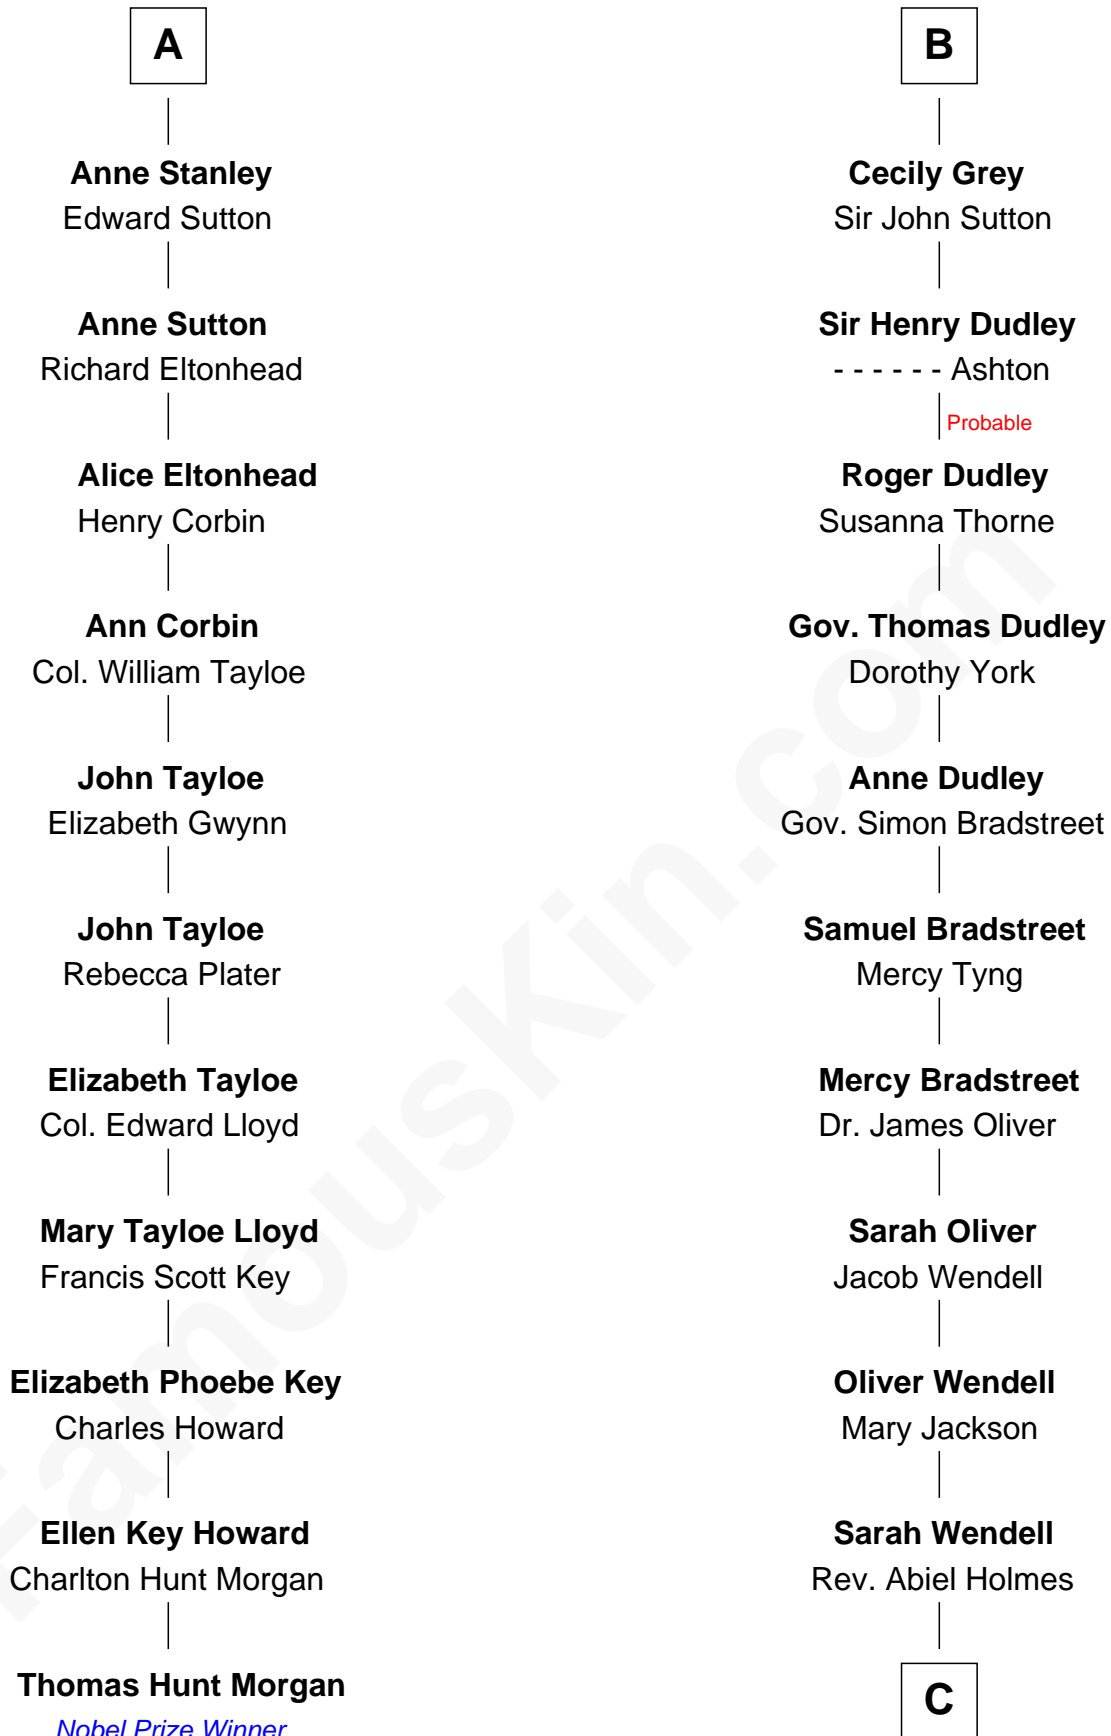 A
Anne Stanley
Edward Sutton
Anne Sutton
Richard Eltonhead
Alice Eltonhead
Henry Corbin
Ann Corbin
Col. William Tayloe
John Tayloe
Elizabeth Gwynn
John Tayloe
Rebecca Plater
Elizabeth Tayloe
Col. Edward Lloyd
Mary Tayloe Lloyd
Francis Scott Key
Elizabeth Phoebe Key
Charles Howard
Ellen Key Howard
Charlton Hunt Morgan
Thomas Hunt Morgan
Nobel Prize Winner
B
Cecily Grey
Sir John Sutton
Sir Henry Dudley
- - - - - - Ashton
Probable
Roger Dudley
Susanna Thorne
Gov. Thomas Dudley
Dorothy York
Anne Dudley
Gov. Simon Bradstreet
Samuel Bradstreet
Mercy Tyng
Mercy Bradstreet
Dr. James Oliver
Sarah Oliver
Jacob Wendell
Oliver Wendell
Mary Jackson
Sarah Wendell
Rev. Abiel Holmes
C
FamousKin.com